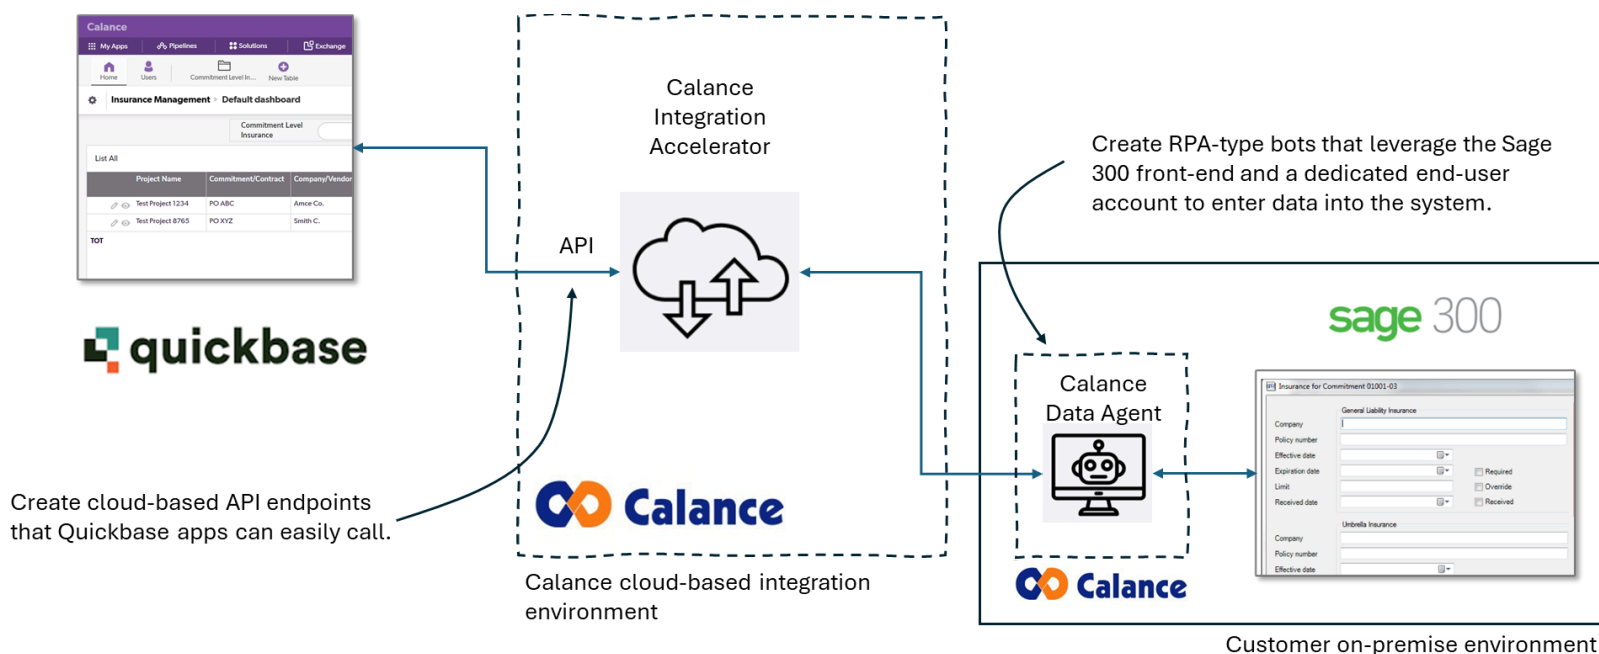 Calance
My Apps
Pipelines
Solutions
Exchange
Home
Users
Commitment Level In...
New Table
Insurance Management > Default dashboard
Commitment Level
Insurance
List All
Project Name
Commitment/Contract
Company/Vendor
Test Project 1234
PO ABC
Amce Co.
Test Project 8765
PO XYZ
Smith C.
TOT
quickbase
Create cloud-based API endpoints
that Quickbase apps can easily call.
API
Calance
Integration
Accelerator
Calance
Calance cloud-based integration
environment
Create RPA-type bots that leverage the Sage
300 front-end and a dedicated end-user
account to enter data into the system.
Calance
Data Agent
Calance
sage 300
Insurance for Commitment 01001-03
General Liability Insurance
Company
Policy number
Effective date
Expiration date
Required
Limit
Override
Received date
Received
Umbrella Insurance
Company
Policy number
Effective date
Customer on-premise environment